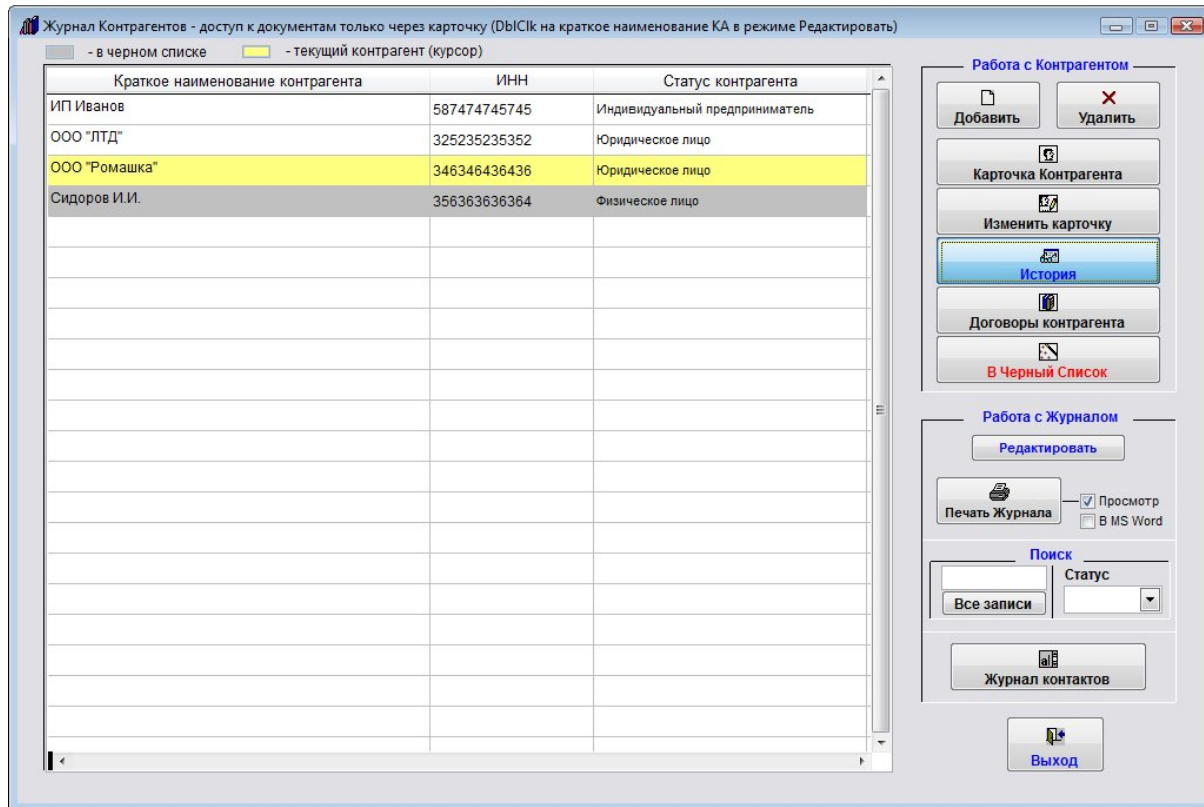 Журнал Контрагентов - доступ к документам только через карточку (DblClk на краткое наименование КА в режиме Редактировать)
- в черном списке - текущий контрагент (курсор)
Краткое наименование контрагента ИНН Статус контрагента
ИП Иванов 587474745745 Индивидуальный предприниматель
ООО "ЛТД" 325235235352 Юридическое лицо
ООО "Ромашка" 346346436436 Юридическое лицо
Сидоров И.И. 356363636364 Физическое лицо
Работа с Контрагентом
Добавить Удалить
Карточка Контрагента
Изменить карточку
История
Договоры контрагента
В Черный Список
Работа с Журналом
Редактировать
Печать Журнала
Просмотр
В MS Word
Поиск
Статус
Все записи
Журнал контактов
Выход